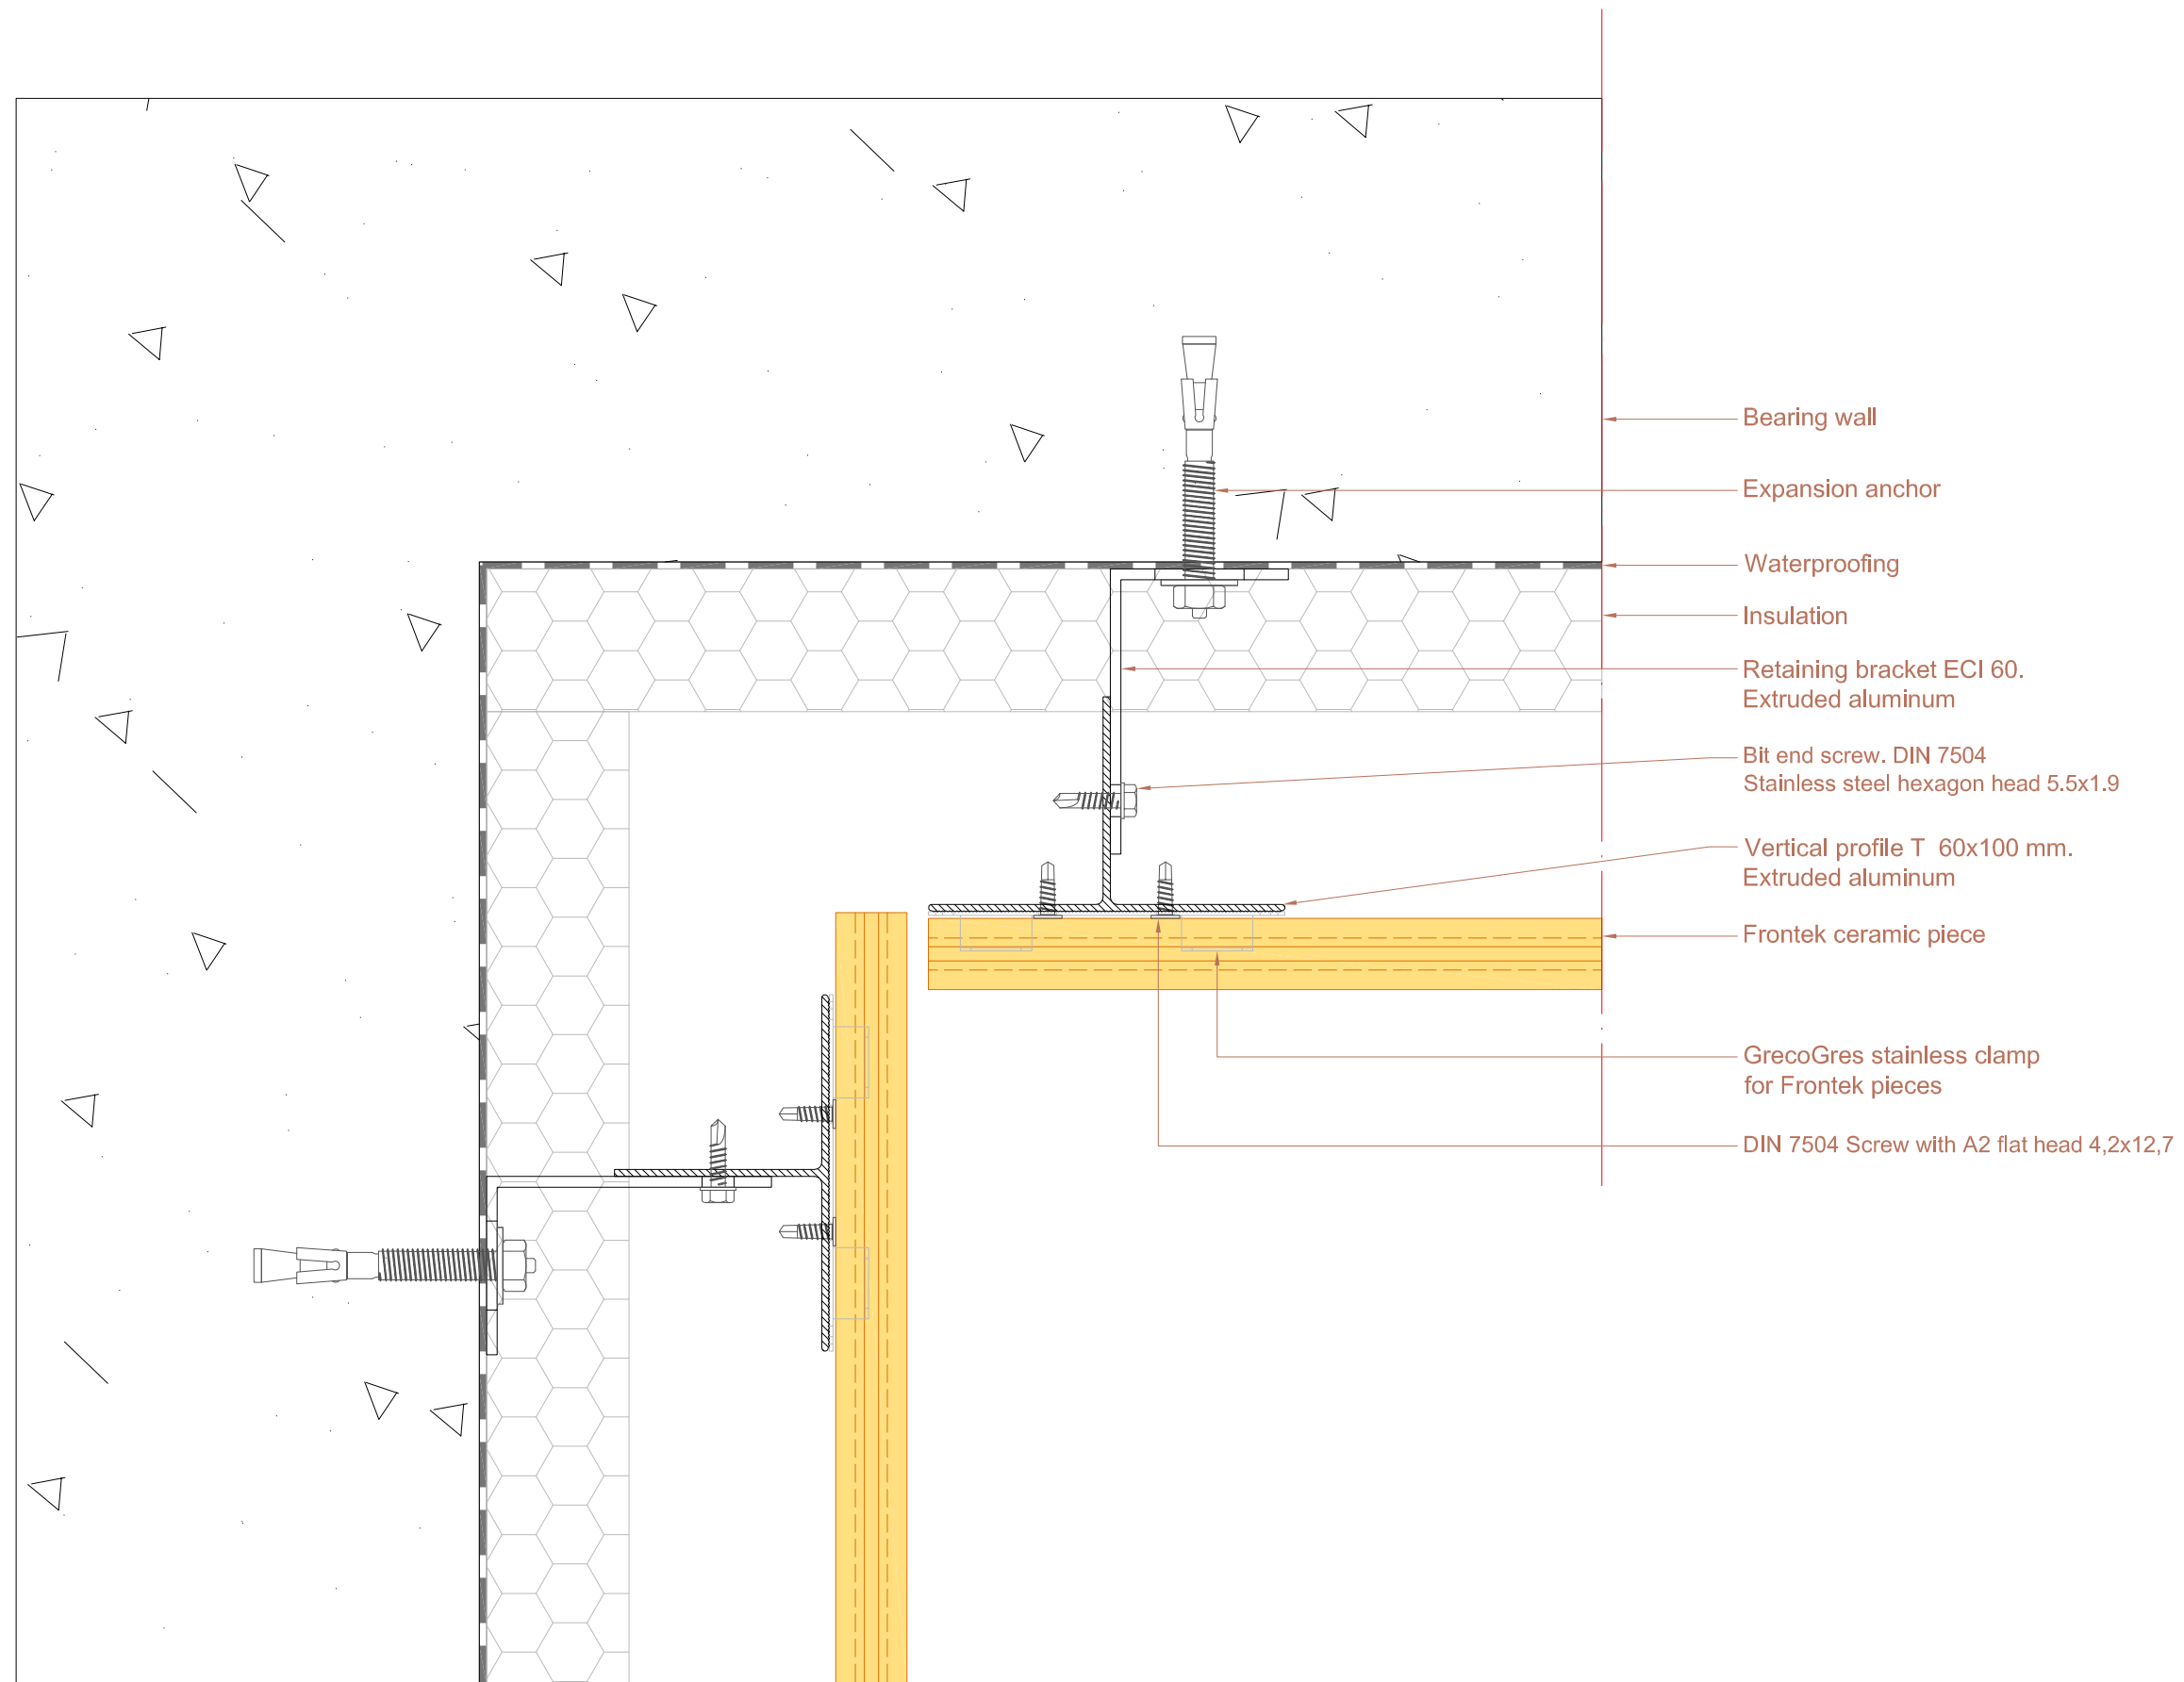 Bearing wall
Expansion anchor
Waterproofing
Insulation
Retaining bracket ECI 60.
Extruded aluminum
Bit end screw. DIN 7504
Stainless steel hexagon head 5.5x1.9
Vertical profile T 60x100 mm.
Extruded aluminum
Frontek ceramic piece
GrecoGres stainless clamp
for Frontek pieces
DIN 7504 Screw with A2 flat head 4,2x12,7